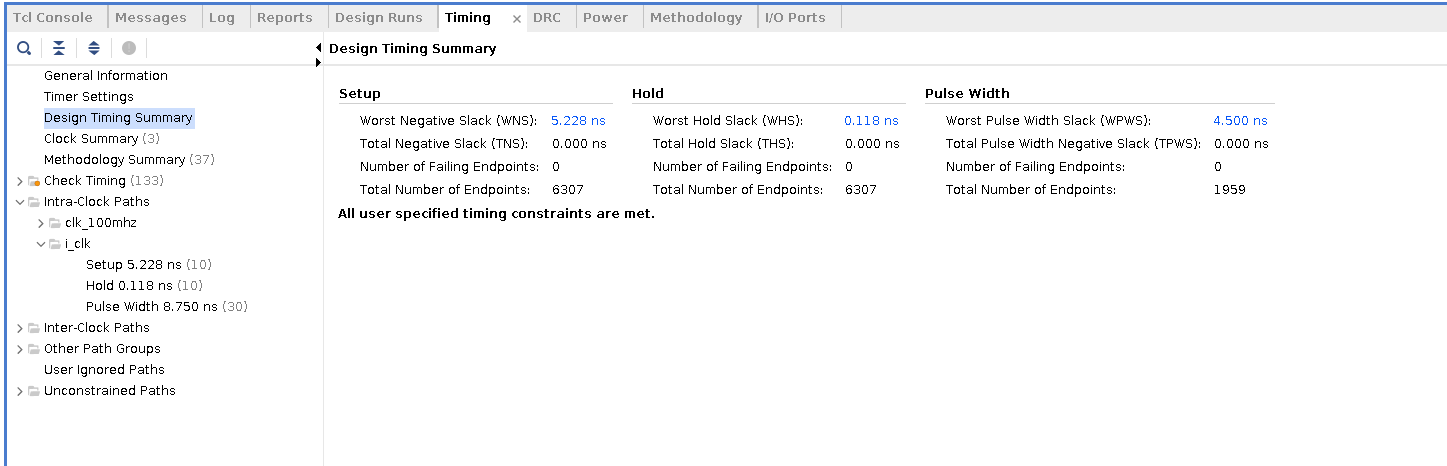 Tcl Console Messages Log Reports Design Runs Timing × DRC Power Methodology I/O Ports
Design Timing Summary
General Information
Timer Settings
Design Timing Summary
Clock Summary (3)
Methodology Summary (37)
Check Timing (133)
Intra-Clock Paths
clk_100mhz
i_clk
Setup 5.228 ns (10)
Hold 0.118 ns (10)
Pulse Width 8.750 ns (30)
Inter-Clock Paths
Other Path Groups
User Ignored Paths
Unconstrained Paths
Setup Hold Pulse Width
Worst Negative Slack (WNS): 5.228 ns Worst Hold Slack (WHS): 0.118 ns Worst Pulse Width Slack (WPWS): 4.500 ns
Total Negative Slack (TNS): 0.000 ns Total Hold Slack (THS): 0.000 ns Total Pulse Width Negative Slack (TPWS): 0.000 ns
Number of Failing Endpoints: 0 Number of Failing Endpoints: 0 Number of Failing Endpoints: 0
Total Number of Endpoints: 6307 Total Number of Endpoints: 6307 Total Number of Endpoints: 1959
All user specified timing constraints are met.